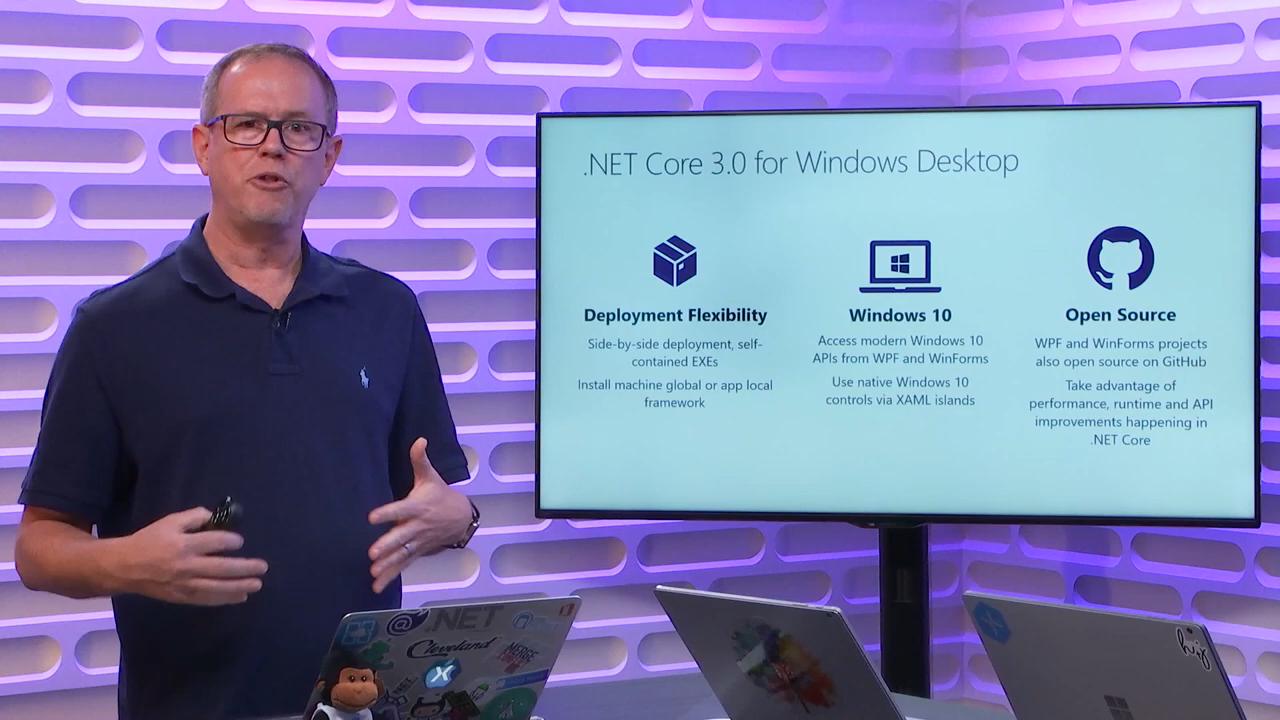 .NET Core 3.0 for Windows Desktop
Deployment Flexibility
Side-by-side deployment, self-
contained EXEs
Install machine global or app local
framework
Windows 10
Access modern Windows 10
APIs from WPF and WinForms
Use native Windows 10
controls via XAML islands
Open Source
WPF and WinForms projects
also open source on GitHub
Take advantage of
performance, runtime and API
improvements happening in
.NET Core
.NET
Cleveland
MERGE